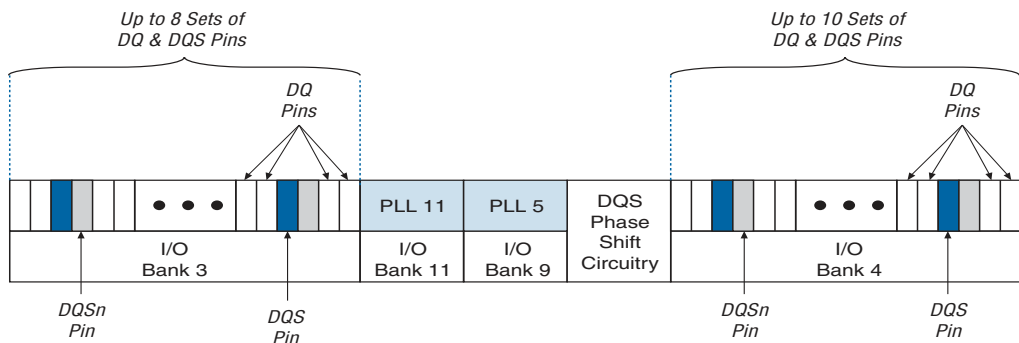 Up to 8 Sets of
DQ & DQS Pins
Up to 10 Sets of
DQ & DQS Pins
DQ
Pins
DQ
Pins
PLL 11
PLL 5
DQS
Phase
Shift
Circuitry
I/O
Bank 3
I/O
Bank 11
I/O
Bank 9
I/O
Bank 4
DQSn
Pin
DQS
Pin
DQSn
Pin
DQS
Pin